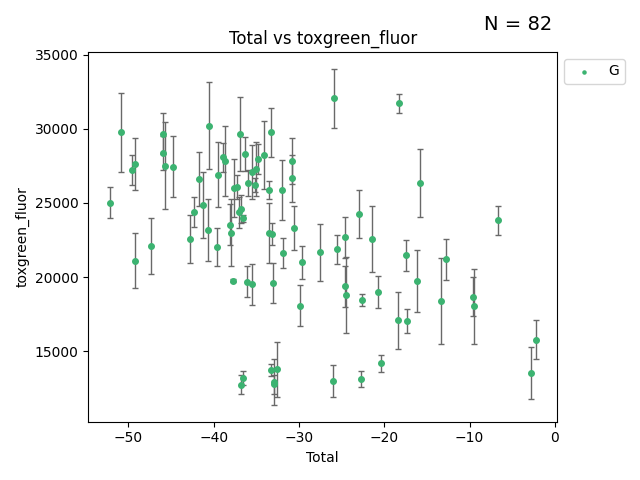 N = 82
Total vs toxgreen_fluor
G
toxgreen_fluor
35000
30000
25000
20000
15000
−50 −40 −30 −20 −10 0
Total